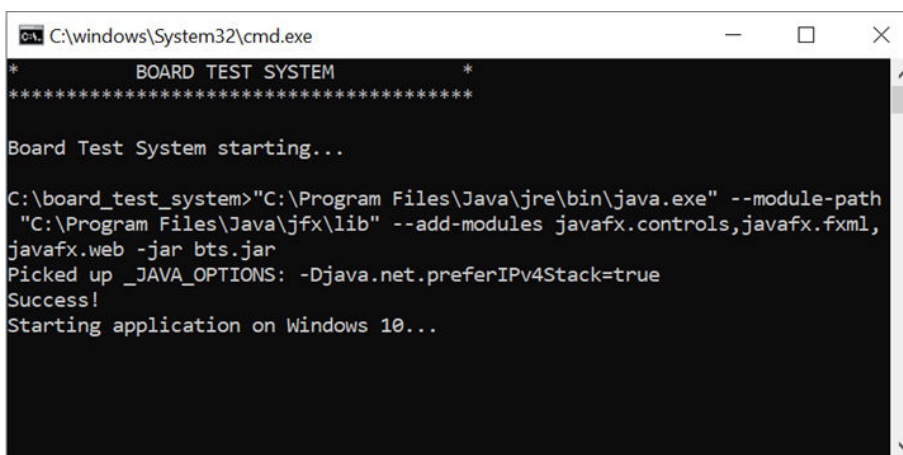 C:\windows\System32\cmd.exe
*          BOARD TEST SYSTEM           *
****************************************
Board Test System starting...
C:\board_test_system>"C:\Program Files\Java\jre\bin\java.exe" --module-path
"C:\Program Files\Java\jfx\lib" --add-modules javafx.controls,javafx.fxml,
javafx.web -jar bts.jar
Picked up _JAVA_OPTIONS: -Djava.net.preferIPv4Stack=true
Success!
Starting application on Windows 10...